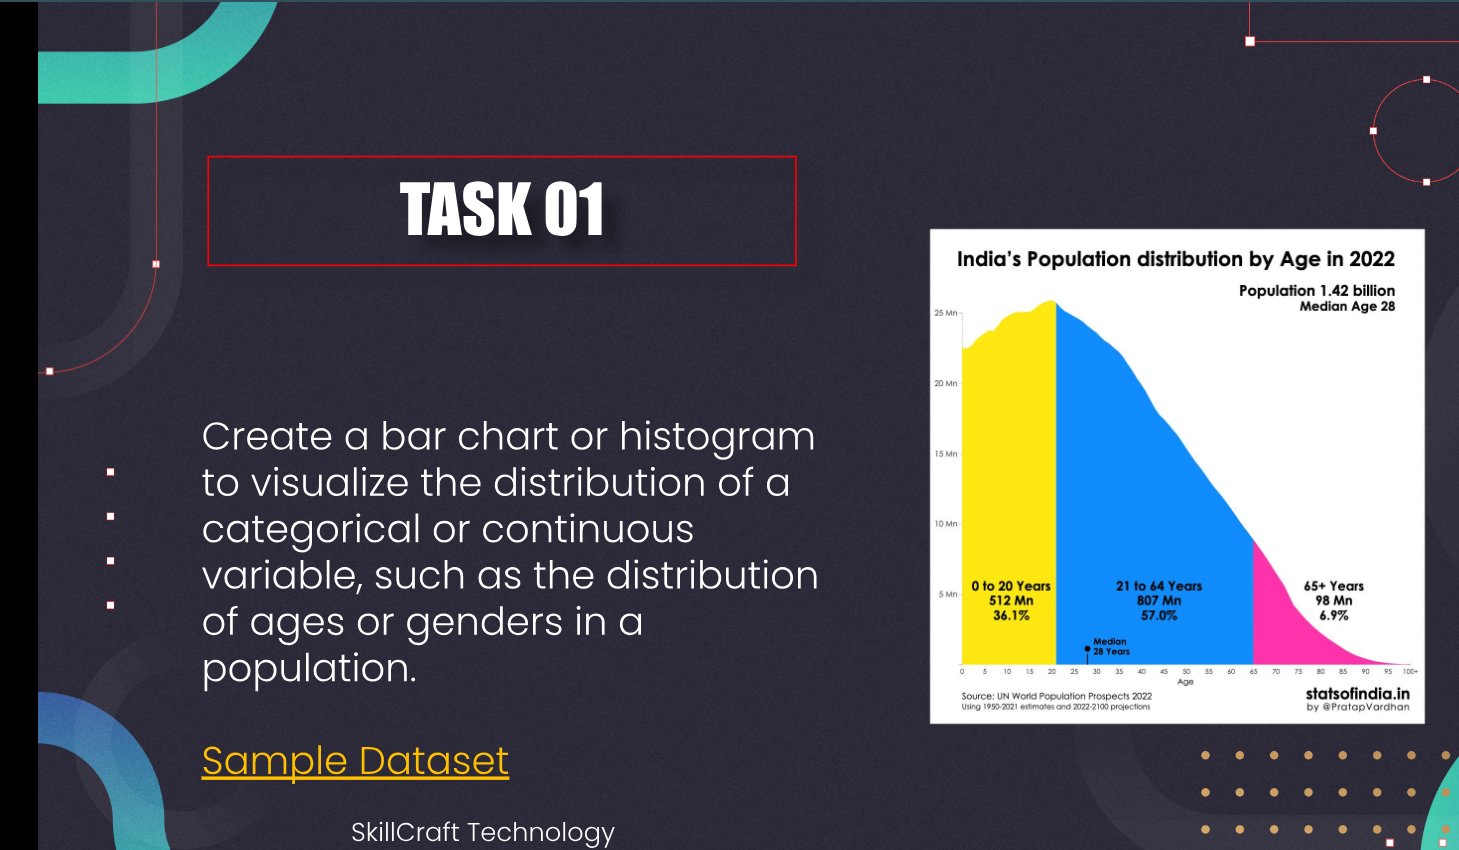 TASK 01
Create a bar chart or histogram
to visualize the distribution of a
categorical or continuous
variable, such as the distribution
of ages or genders in a
population.
Sample Dataset
SkillCraft Technology
India's Population distribution by Age in 2022
Population 1.42 billion
Median Age 28
25 Mn
20 Mn
15 Mn
10 Mn
5 Mn
0 to 20 Years
512 Mn
36.1%
21 to 64 Years
807 Mn
57.0%
65+ Years
98 Mn
6.9%
Median
28 Years
0 5 10 15 20 25 30 35 40 45 50 55 60 65 70 75 80 85 90 95 100+
Age
Source: UN World Population Prospects 2022
Using 1950-2021 estimates and 2022-2100 projections
statsofindia.in
by @PratapVardhan